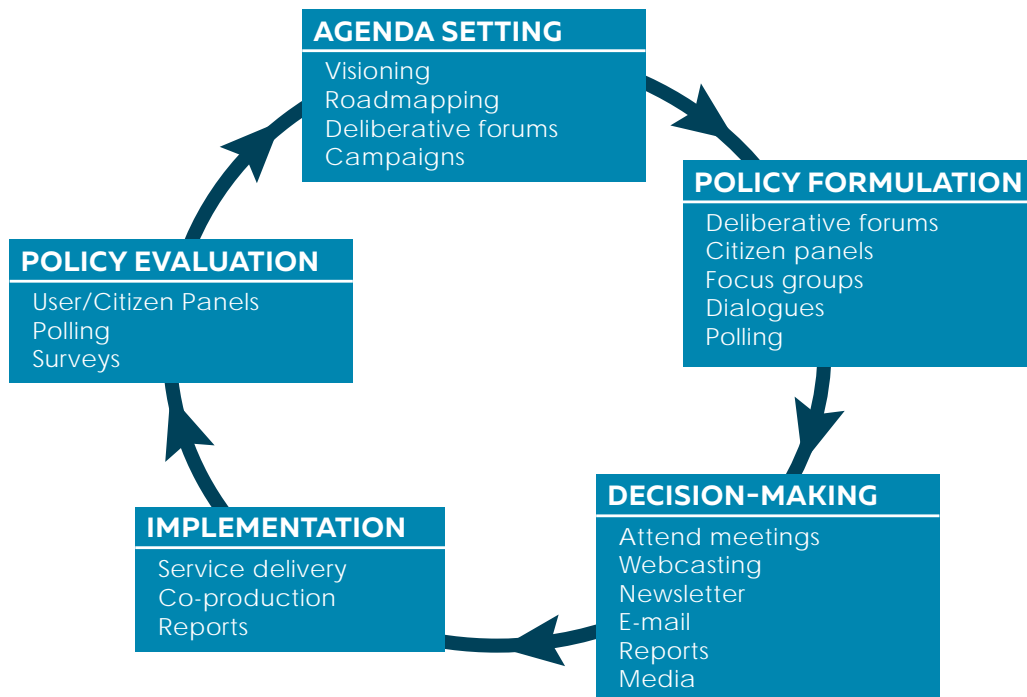 AGENDA SETTING
Visioning
Roadmapping
Deliberative forums
Campaigns
POLICY FORMULATION
Deliberative forums
Citizen panels
Focus groups
Dialogues
Polling
DECISION-MAKING
Attend meetings
Webcasting
Newsletter
E-mail
Reports
Media
IMPLEMENTATION
Service delivery
Co-production
Reports
POLICY EVALUATION
User/Citizen Panels
Polling
Surveys